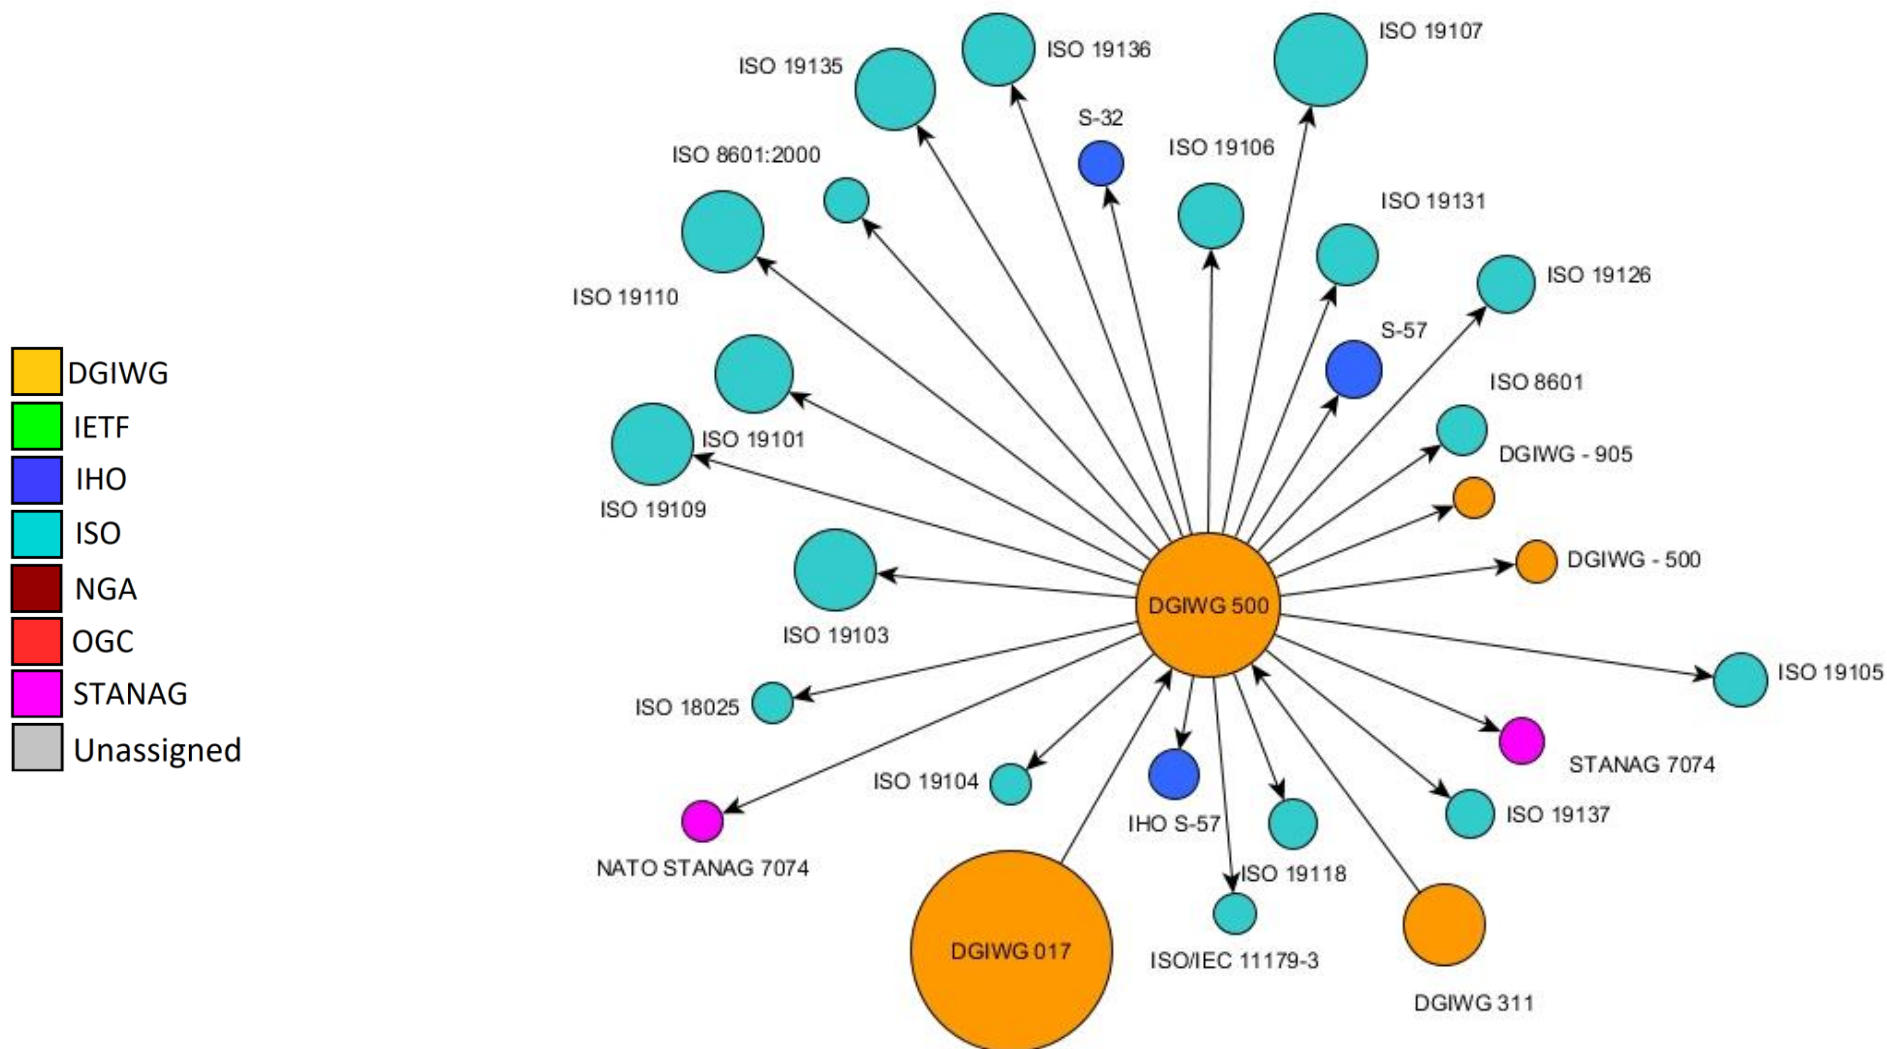 DGIWG
IETF
IHO
ISO
NGA
OGC
STANAG
Unassigned
ISO 19107
ISO 19136
ISO 19135
S-32
ISO 19106
ISO 8601:2000
ISO 19131
ISO 19126
ISO 19110
S-57
ISO 8601
ISO 19101
DGIWG - 905
ISO 19109
DGIWG - 500
DGIWG 500
ISO 19103
ISO 19105
ISO 18025
STANAG 7074
ISO 19104
ISO 19137
IHO S-57
NATO STANAG 7074
ISO 19118
DGIWG 017
ISO/IEC 11179-3
DGIWG 311